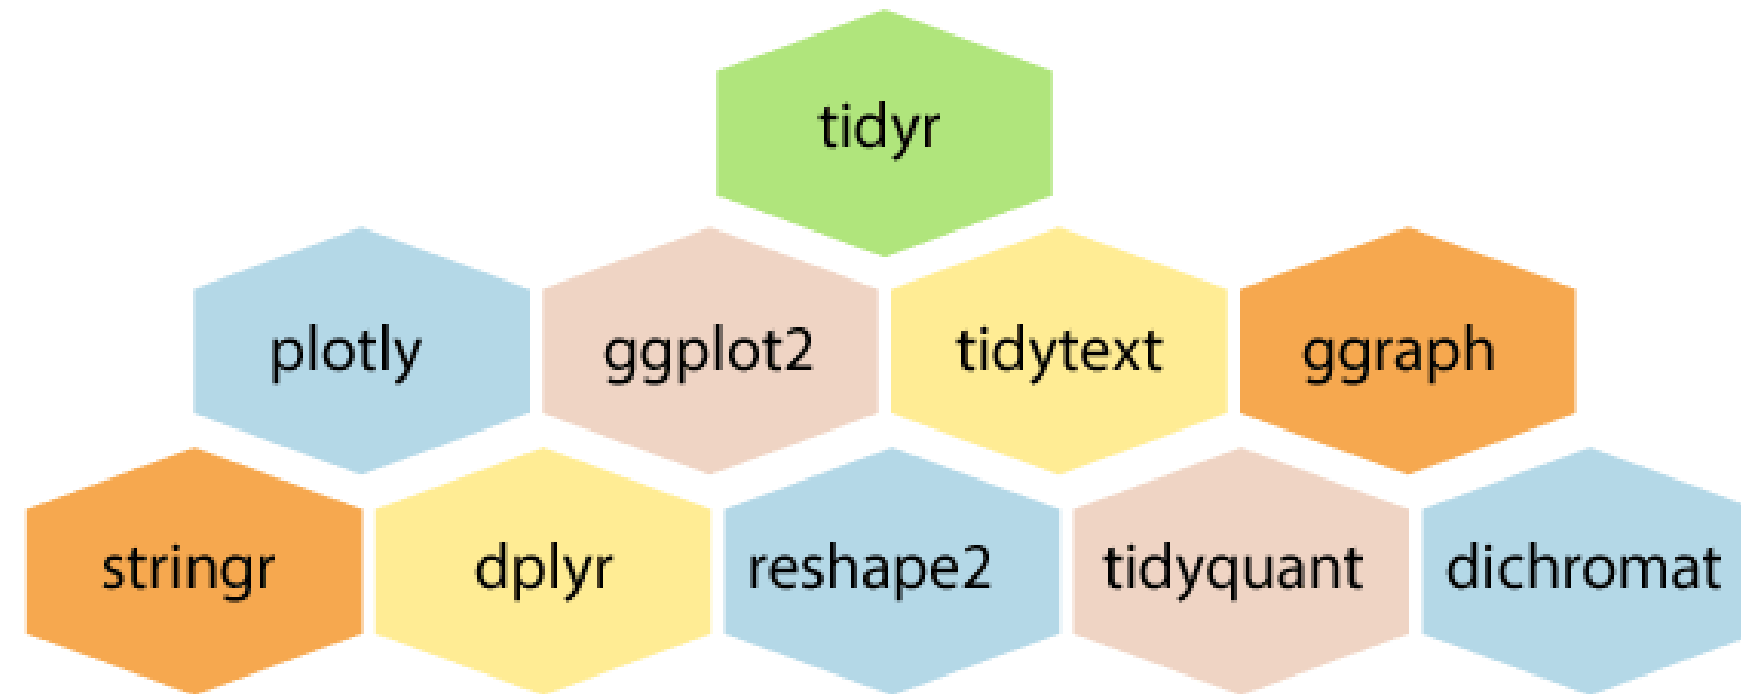 tidyr
plotly ggplot2 tidytext ggraph
stringr dplyr reshape2 tidyquant dichromat